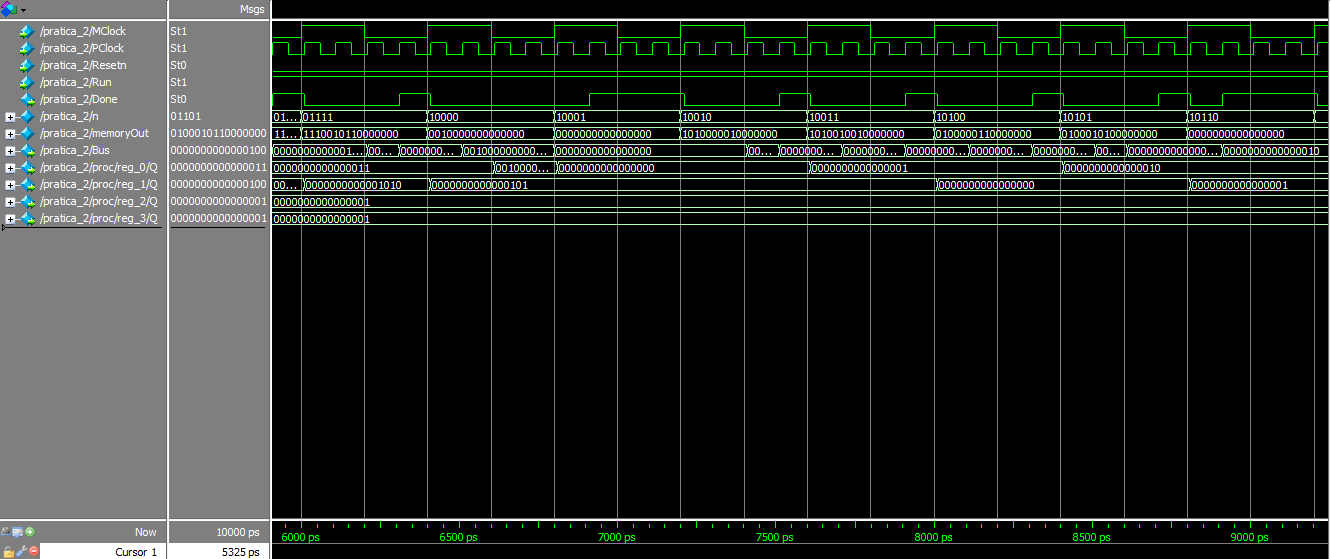 Msgs
/pratica_2/MClock St1
/pratica_2/PClock St1
/pratica_2/Resetn St0
/pratica_2/Run St1
/pratica_2/Done St0
/pratica_2/n 01101 01... 01111 10000 10001 10010 10011 10100 10101 10110
/pratica_2/memoryOut 0100010110000000 11... 1110010110000000 0010000000000000 0000000000000000 1010000010000000 1010010010000000 0100000110000000 0100010100000000 0000000000000000
/pratica_2/Bus 0000000000000100 0000000000001... 00... 0000000... 001000000000... 0000000000000000 00... 0000000... 0000000... 0000000... 0000000... 0000000... 00... 000000000000... 0000000000000010
/pratica_2/proc/reg_0/Q 0000000000000011 0000000000000011 0010000... 0000000000000000 0000000000000001 0000000000000010
/pratica_2/proc/reg_1/Q 0000000000000100 00... 0000000000001010 0000000000000101 0000000000000000 0000000000000001
/pratica_2/proc/reg_2/Q 0000000000000001 0000000000000001
/pratica_2/proc/reg_3/Q 0000000000000001 0000000000000001
Now 10000 ps 6000 ps 6500 ps 7000 ps 7500 ps 8000 ps 8500 ps 9000 ps
Cursor 1 5325 ps